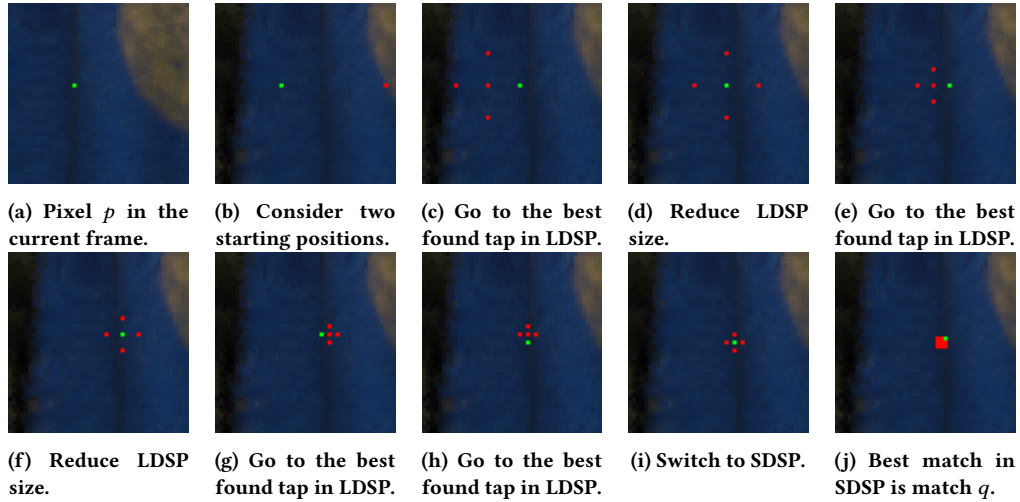 (a) Pixel p in the
current frame.
(b) Consider two
starting positions.
(c) Go to the best
found tap in LDSP.
(d) Reduce LDSP
size.
(e) Go to the best
found tap in LDSP.
(f) Reduce LDSP
size.
(g) Go to the best
found tap in LDSP.
(h) Go to the best
found tap in LDSP.
(i) Switch to SDSP.
(j) Best match in
SDSP is match q.